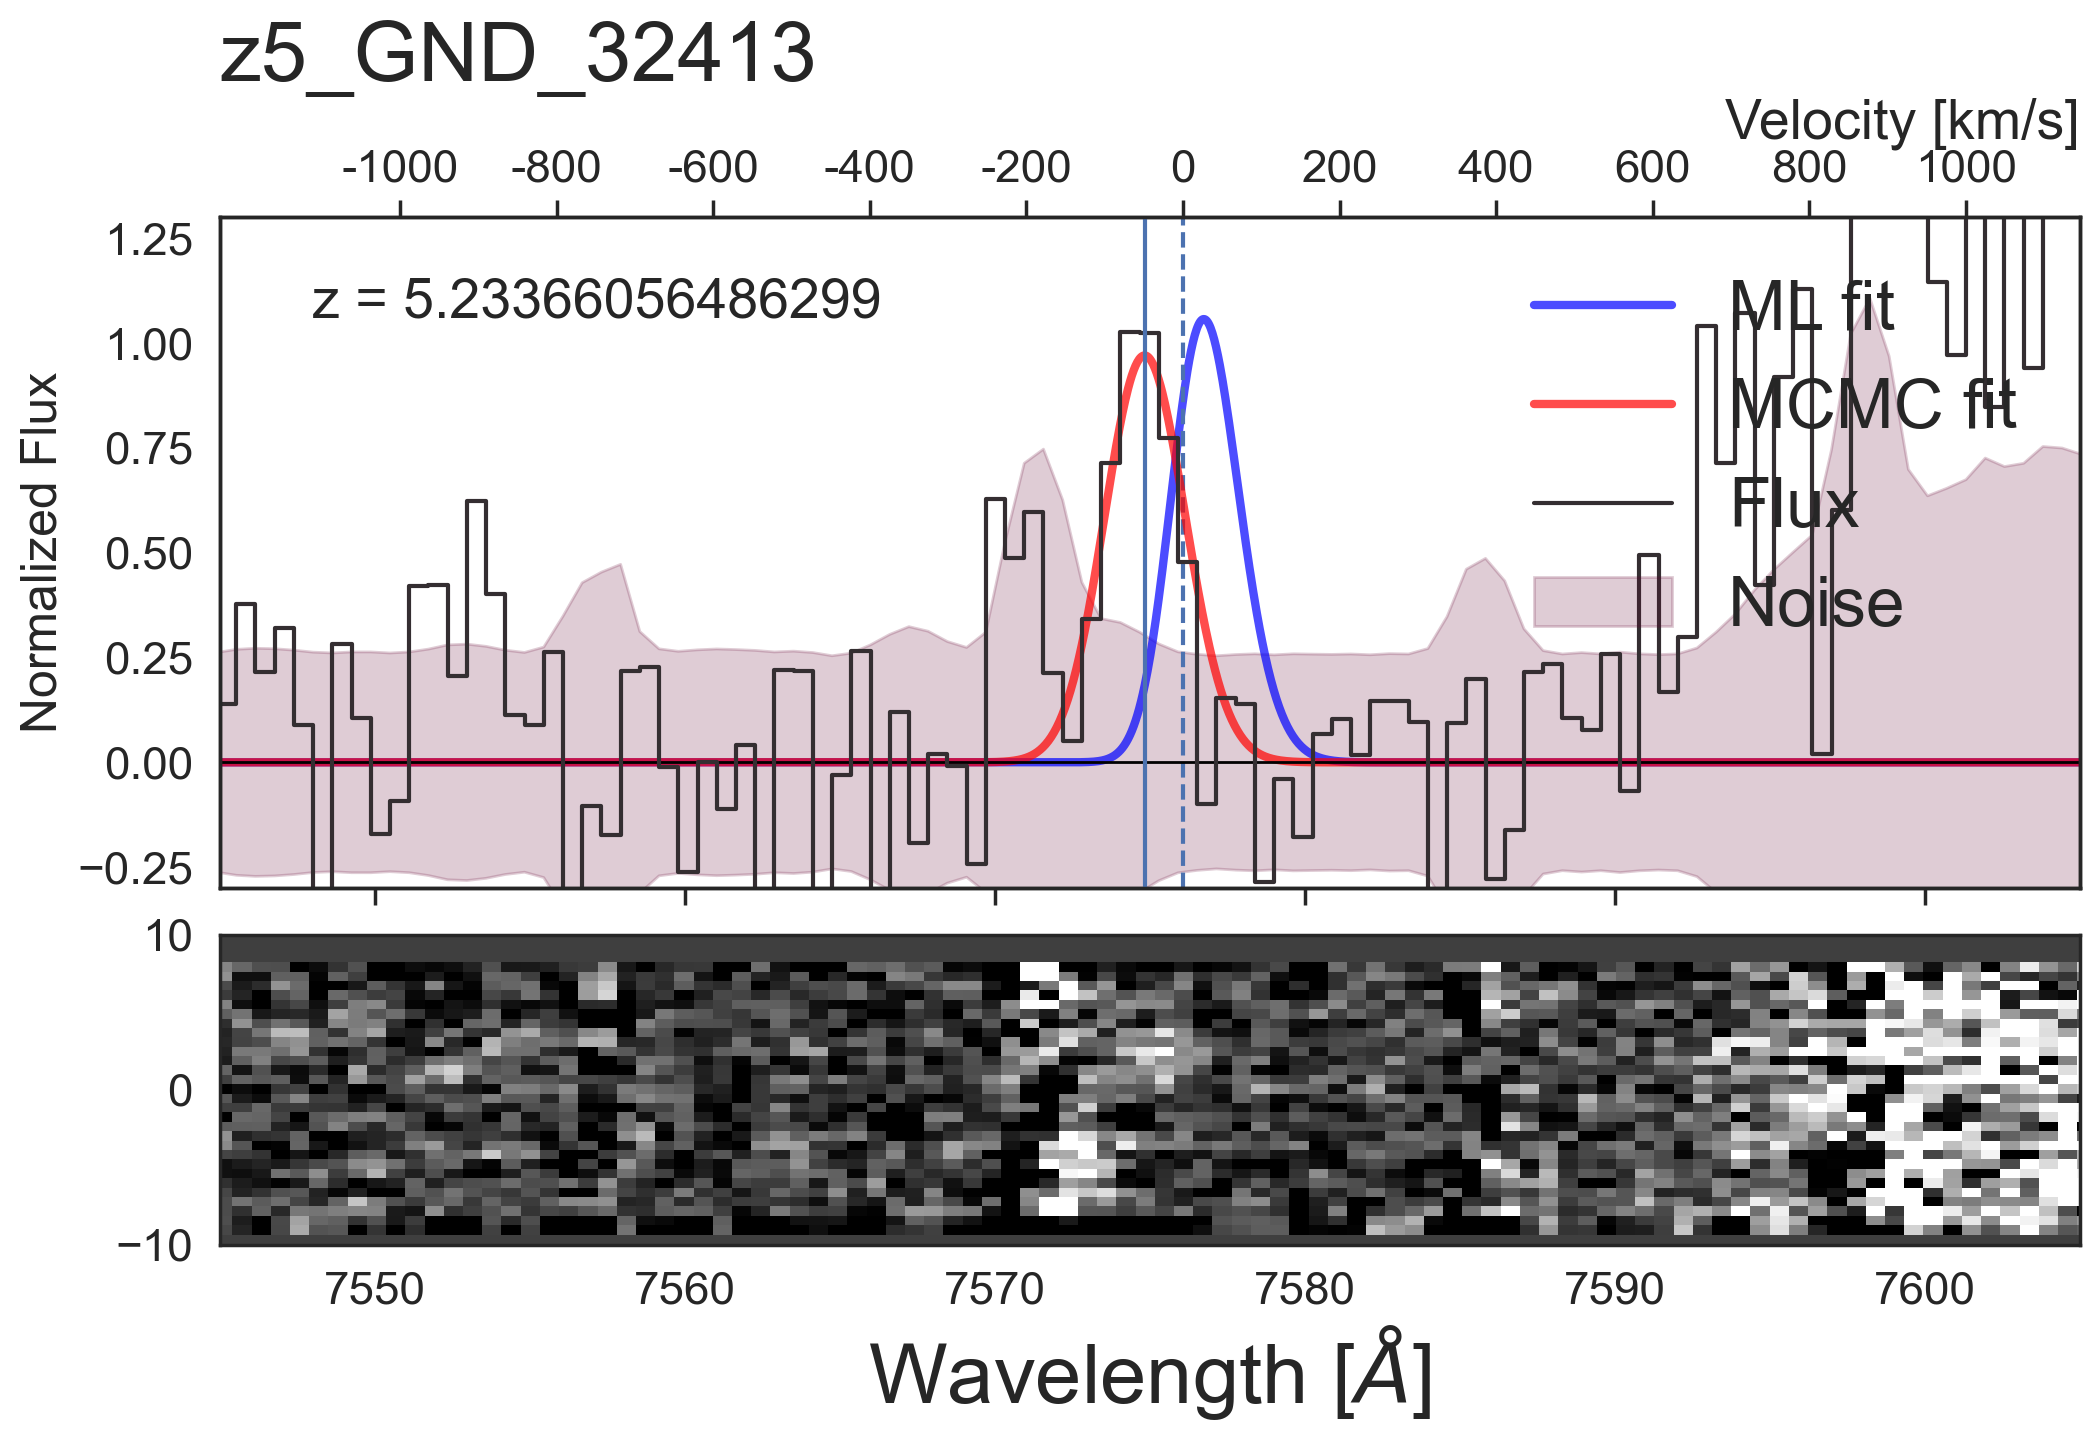 z5_GND_32413
Velocity [km/s]
-1000 -800 -600 -400 -200 0 200 400 600 800 1000
1.25
1.00
0.75
0.50
0.25
0.00
−0.25
Normalized Flux
z = 5.23366056486299
ML fit
MCMC fit
Flux
Noise
10
0
−10
7550 7560 7570 7580 7590 7600
Wavelength [Å]